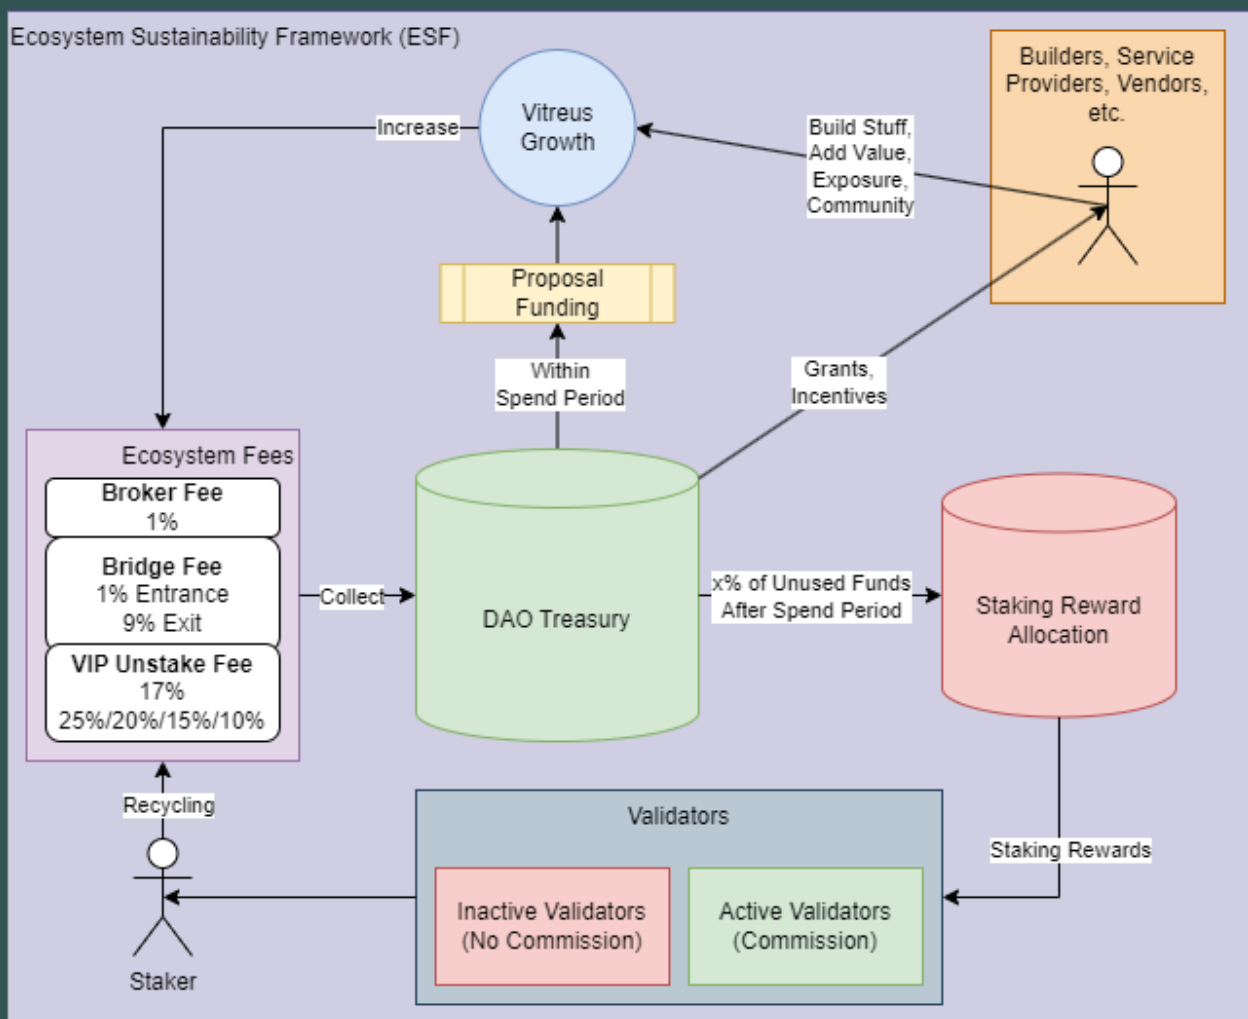 Ecosystem Sustainability Framework (ESF)
Vitreus
Growth
Increase
Build Stuff,
Add Value,
Exposure,
Community
Builders, Service
Providers, Vendors,
etc.
Proposal
Funding
Within
Spend Period
Grants,
Incentives
Ecosystem Fees
Broker Fee
1%
Bridge Fee
1% Entrance
9% Exit
VIP Unstake Fee
17%
25%/20%/15%/10%
Collect
DAO Treasury
x% of Unused Funds
After Spend Period
Staking Reward
Allocation
Recycling
Staker
Validators
Inactive Validators
(No Commission)
Active Validators
(Commission)
Staking Rewards